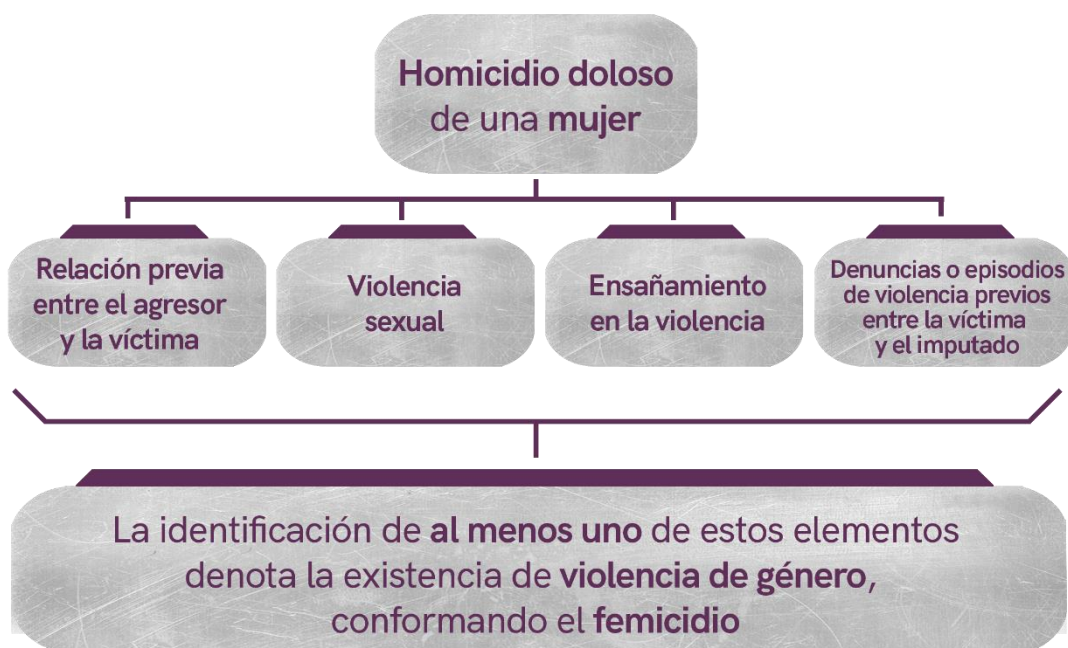 Homicidio doloso
de una mujer
Relación previa
entre el agresor
y la víctima
Violencia
sexual
Ensañamiento
en la violencia
Denuncias o episodios
de violencia previos
entre la víctima
y el imputado
La identificación de al menos uno de estos elementos
denota la existencia de violencia de género,
conformando el femicidio